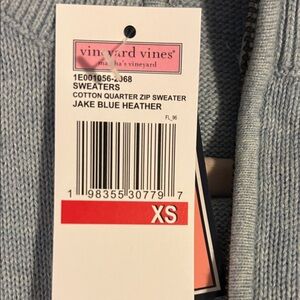 vineyard vines®
martha's vineyard
1E001056-2068
SWEATERS
COTTON QUARTER ZIP SWEATER
JAKE BLUE HEATHER
FL_96
1 98355 30779 7
XS